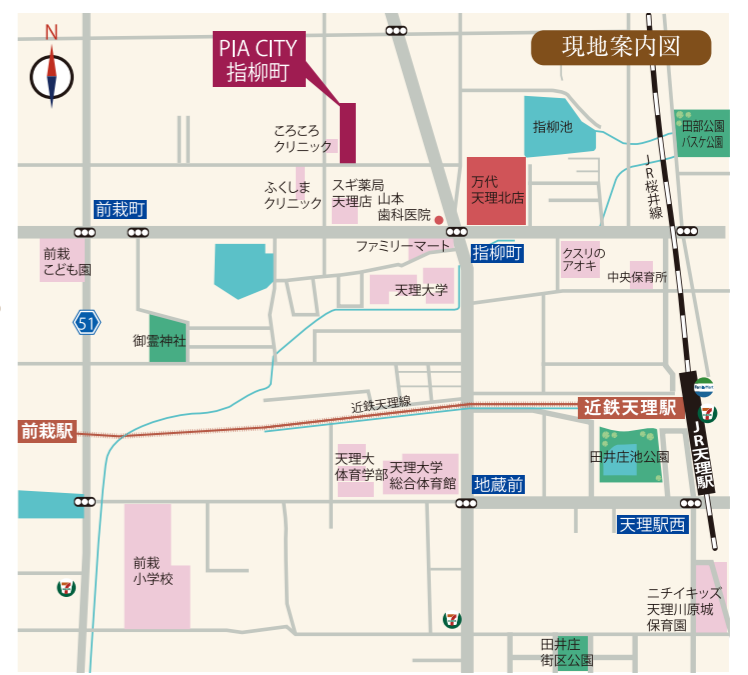 N
PIA CITY
指柳町
現地案内図
ころころ
クリニック
指柳池
田部公園
バスケ公園
JR桜井線
ふくしま
クリニック
スギ薬局
天理店
山本
歯科医院
万代
天理北店
前栽町
ファミリーマート
指柳町
前栽
こども園
クスリの
アオキ
中央保育所
天理大学
51
御霊神社
近鉄天理線
近鉄天理駅
FamilyMart
7
前栽駅
JR天理駅
天理大
体育学部
天理大学
総合体育館
田井庄池公園
地蔵前
天理駅西
前栽
小学校
7
7
ニチイキッズ
天理川原城
保育園
田井庄
街区公園